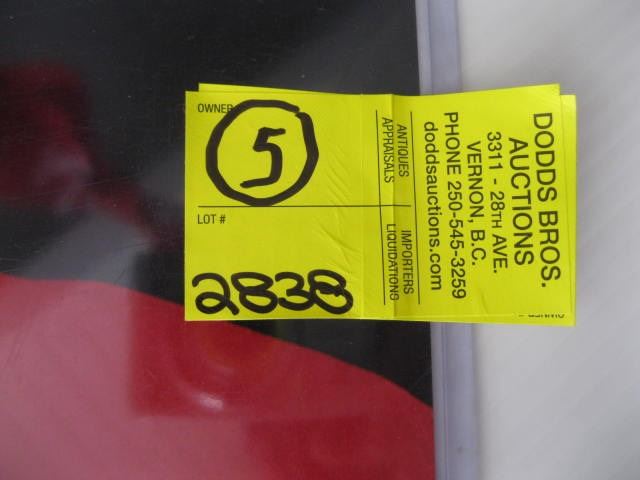 OWNER
5
LOT #
2838
ANTIQUES
APPRAISALS
IMPORTERS
LIQUIDATIONS
DODDS BROS.
AUCTIONS
3311 - 28TH AVE.
VERNON, B.C.
PHONE 250-545-3259
doddsauctions.com